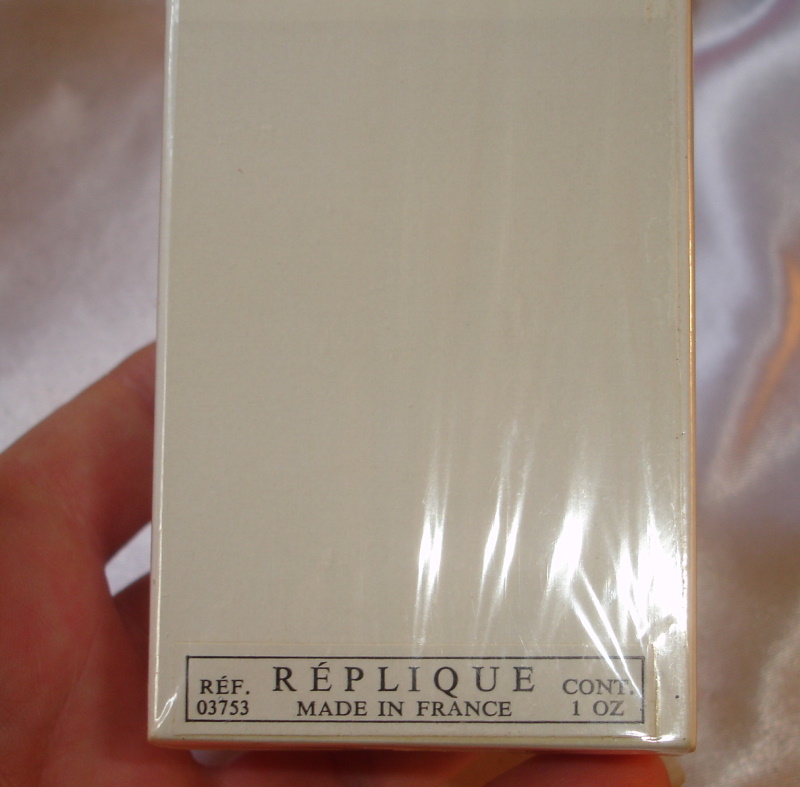 RÉF. RÉPLIQUE CONT.
03753 MADE IN FRANCE 1 OZ